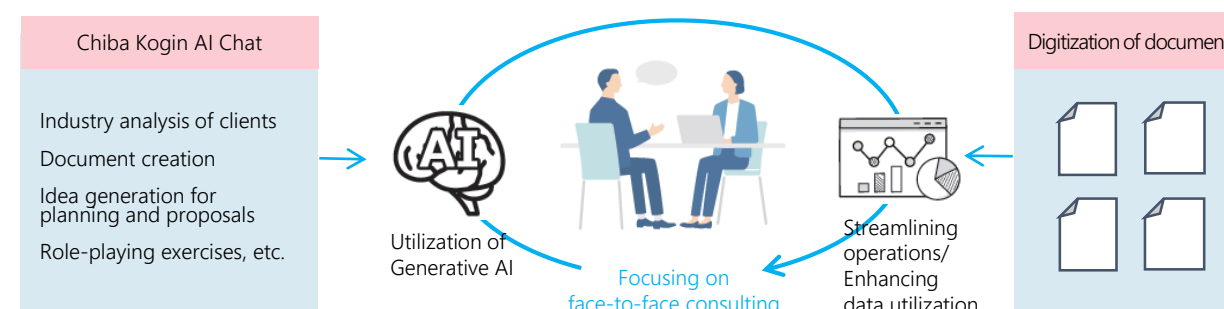 Chiba Kogin AI Chat
Industry analysis of clients
Document creation
Idea generation for
planning and proposals
Role-playing exercises, etc.
AI
Utilization of
Generative AI
Focusing on
face-to-face consulting
Streamlining
operations/
Enhancing
data utilization
Digitization of documen